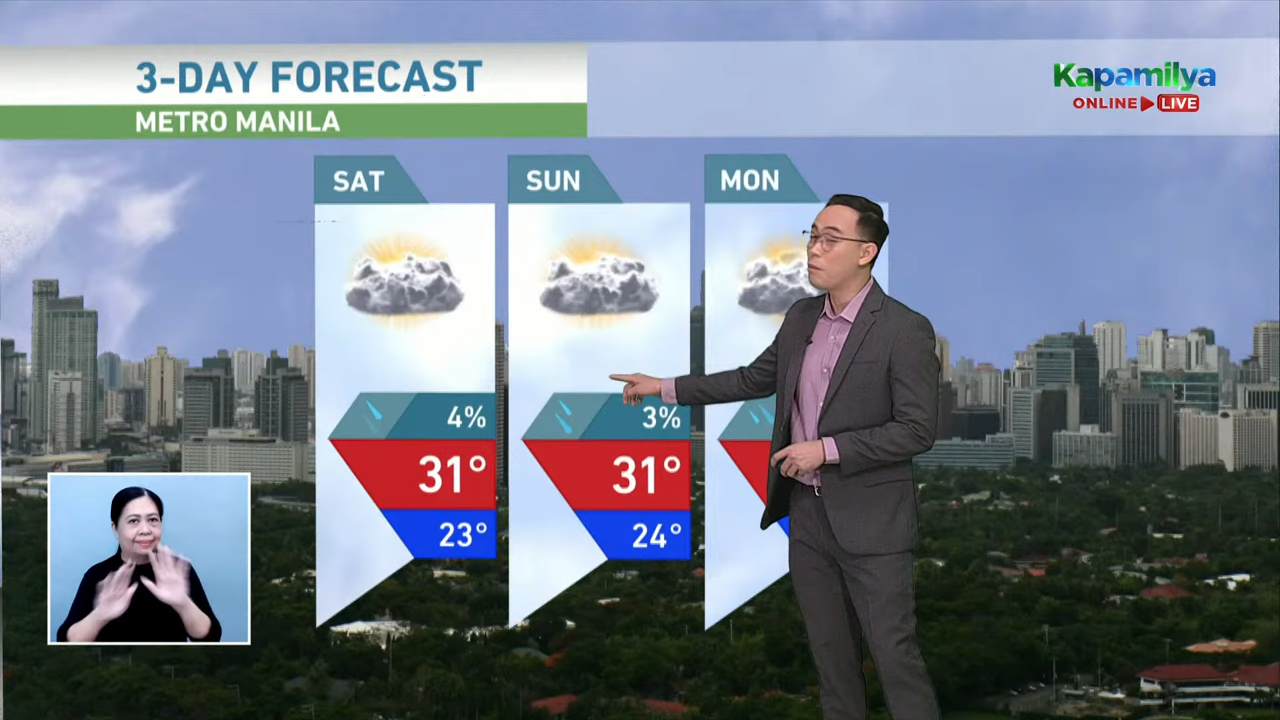 3-DAY FORECAST
METRO MANILA
Kapamilya
ONLINE LIVE
SAT
SUN
MON
4%
3%
31°
31°
23°
24°